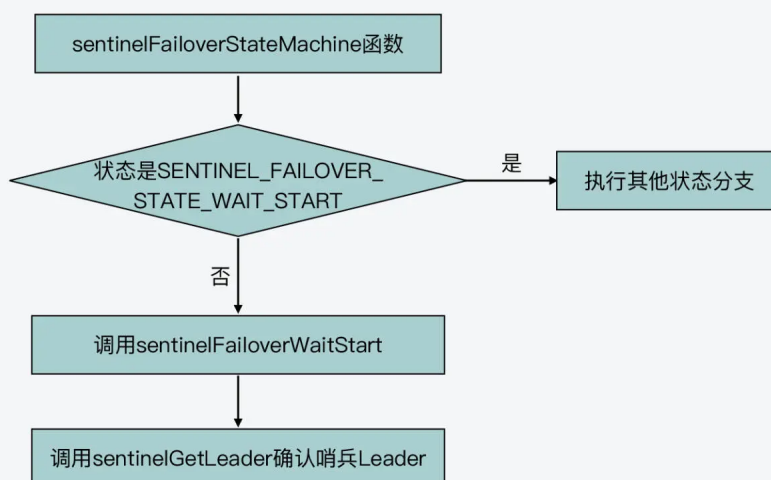 sentinelFailoverStateMachine函数
状态是SENTINEL_FAILOVER_
STATE_WAIT_START
是
执行其他状态分支
否
调用sentinelFailoverWaitStart
调用sentinelGetLeader确认哨兵Leader